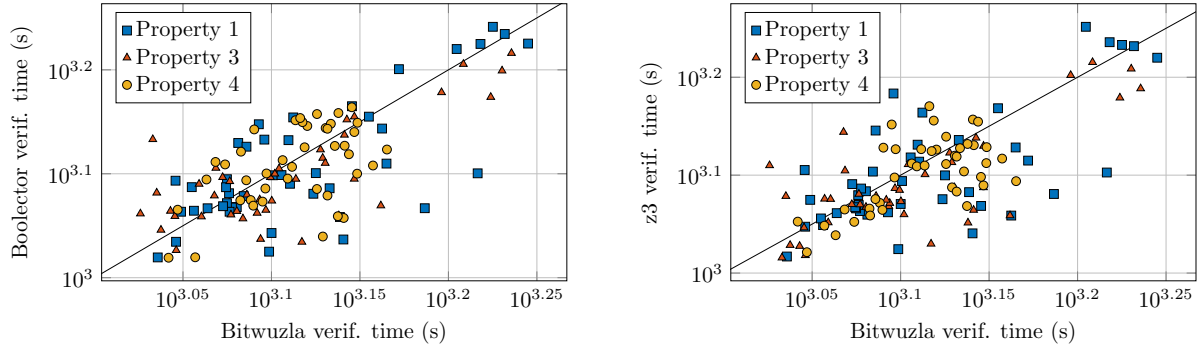 Boolector verif. time (s)
Property 1
Property 3
Property 4
10^3.2
10^3.1
10^3
10^3.05
10^3.1
10^3.15
10^3.2
10^3.25
Bitwuzla verif. time (s)
z3 verif. time (s)
Property 1
Property 3
Property 4
10^3.2
10^3.1
10^3
10^3.05
10^3.1
10^3.15
10^3.2
10^3.25
Bitwuzla verif. time (s)